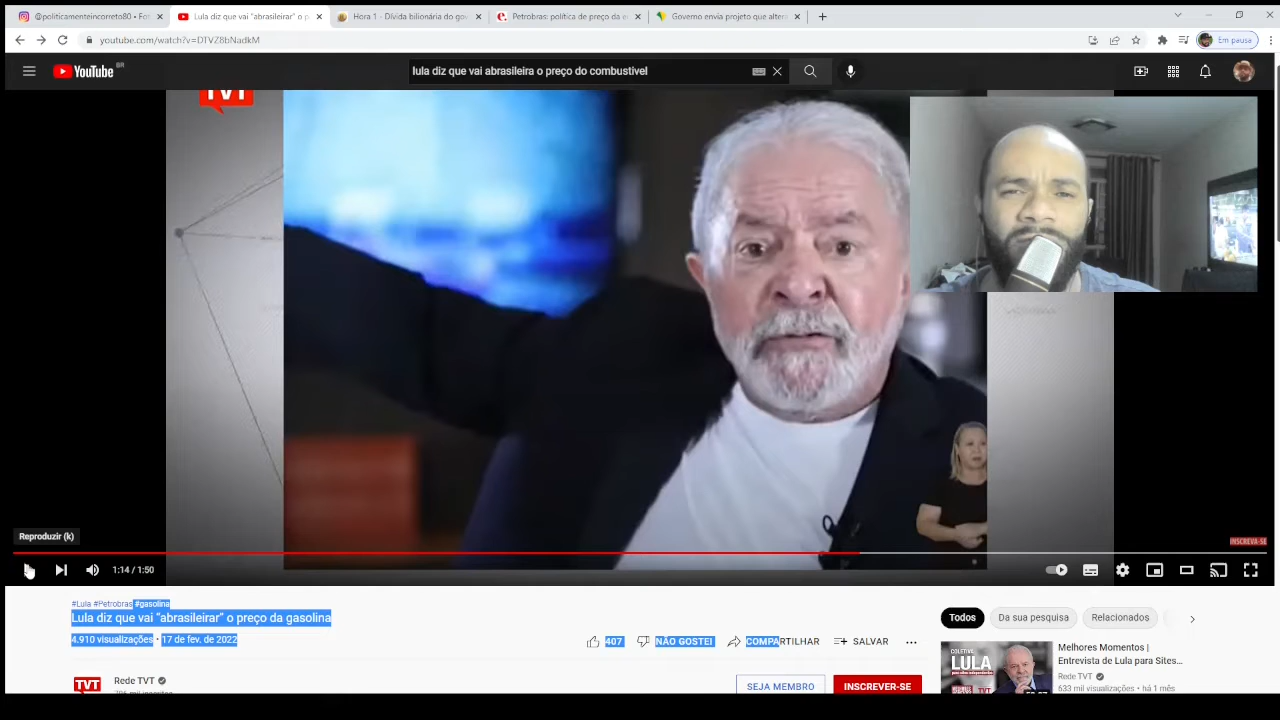 @politicamenteincorreto80 • Fot
Lula diz que vai "abrasileirar" o p
Hora 1 - Dívida bilionária do gov
Petrobras: política de preço da e
Governo envia projeto que altera
youtube.com/watch?v=DTVZ8bNadkM
Em pausa
YouTube BR
lula diz que vai abrasileira o preço do combustivel
TVT
Reproduzir (k)
INSCREVA-SE
1:14 / 1:50
#Lula #Petrobras #gasolina
Lula diz que vai "abrasileirar" o preço da gasolina
4.910 visualizações • 17 de fev. de 2022
407
NÃO GOSTEI
COMPARTILHAR
SALVAR
Todos
Da sua pesquisa
Relacionados
COLETIVA
LULA
Melhores Momentos |
Entrevista de Lula para Sites...
Rede TVT
633 mil visualizações • há 1 mês
TVT
Rede TVT
SEJA MEMBRO
INSCREVER-SE